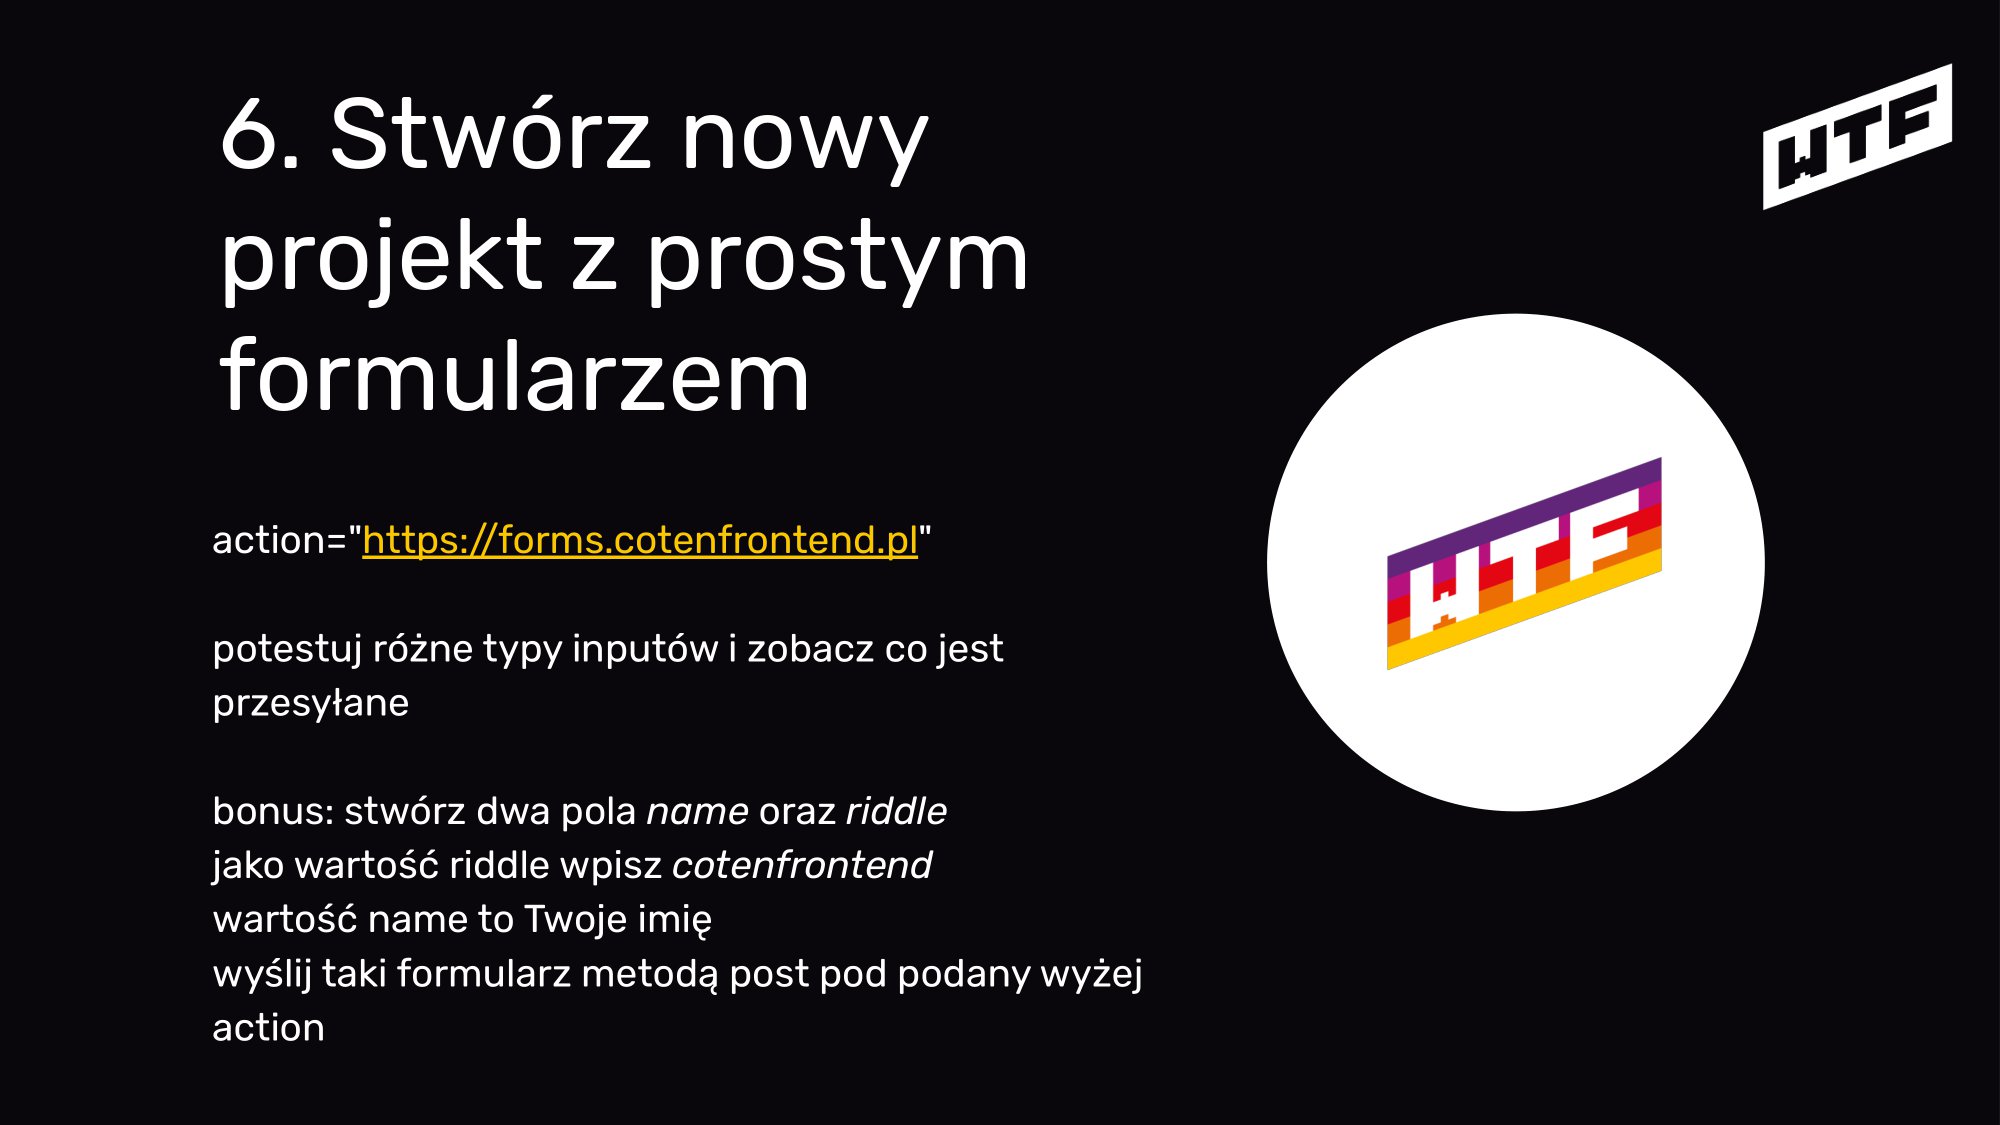 WTF
6. Stwórz nowy
projekt z prostym
formularzem
action="https://forms.cotenfrontend.pl"
potestuj różne typy inputów i zobacz co jest
przesyłane
WTF
bonus: stwórz dwa pola name oraz riddle
jako wartość riddle wpisz cotenfrontend
wartość name to Twoje imię
wyślij taki formularz metodą post pod podany wyżej
action